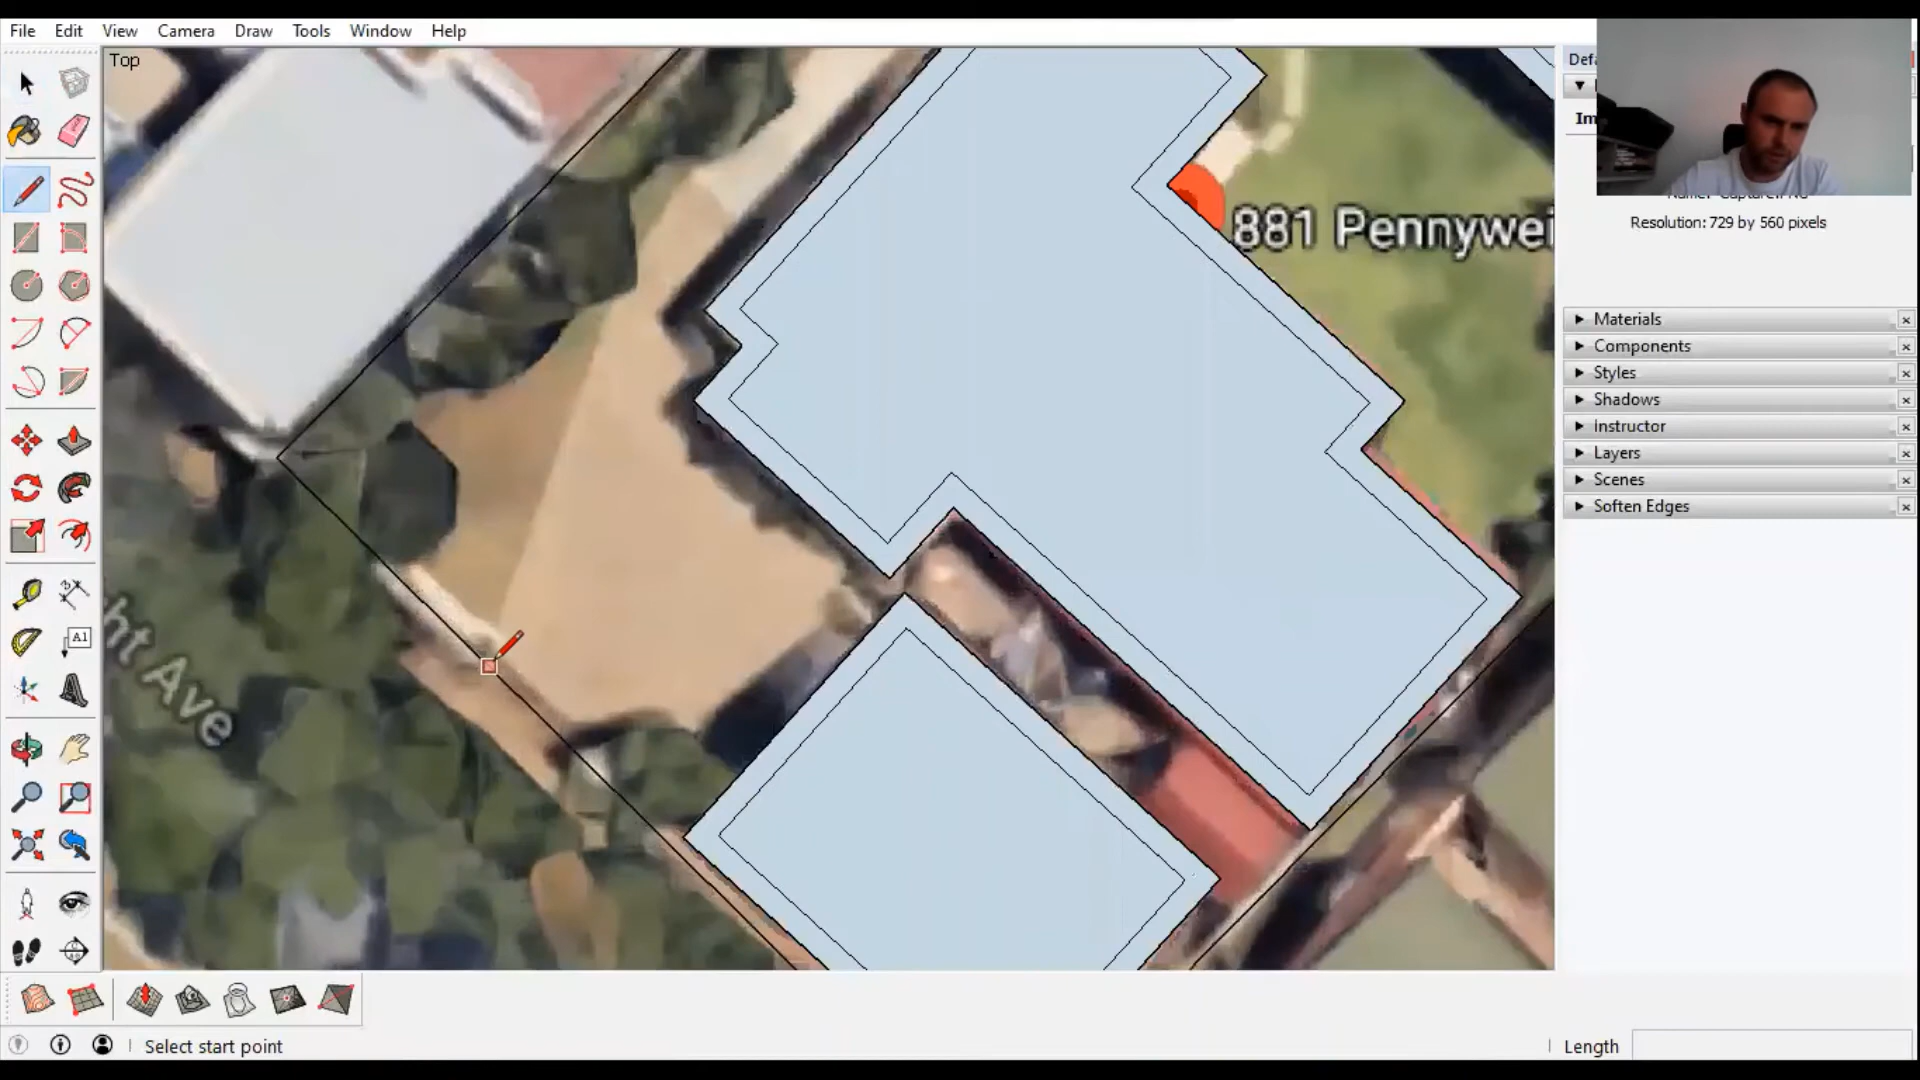 File Edit View Camera Draw Tools Window Help
Top
881 Pennywei
ht Ave
A1
Resolution: 729 by 560 pixels
Materials
Components
Styles
Shadows
Instructor
Layers
Scenes
Soften Edges
Select start point
Length